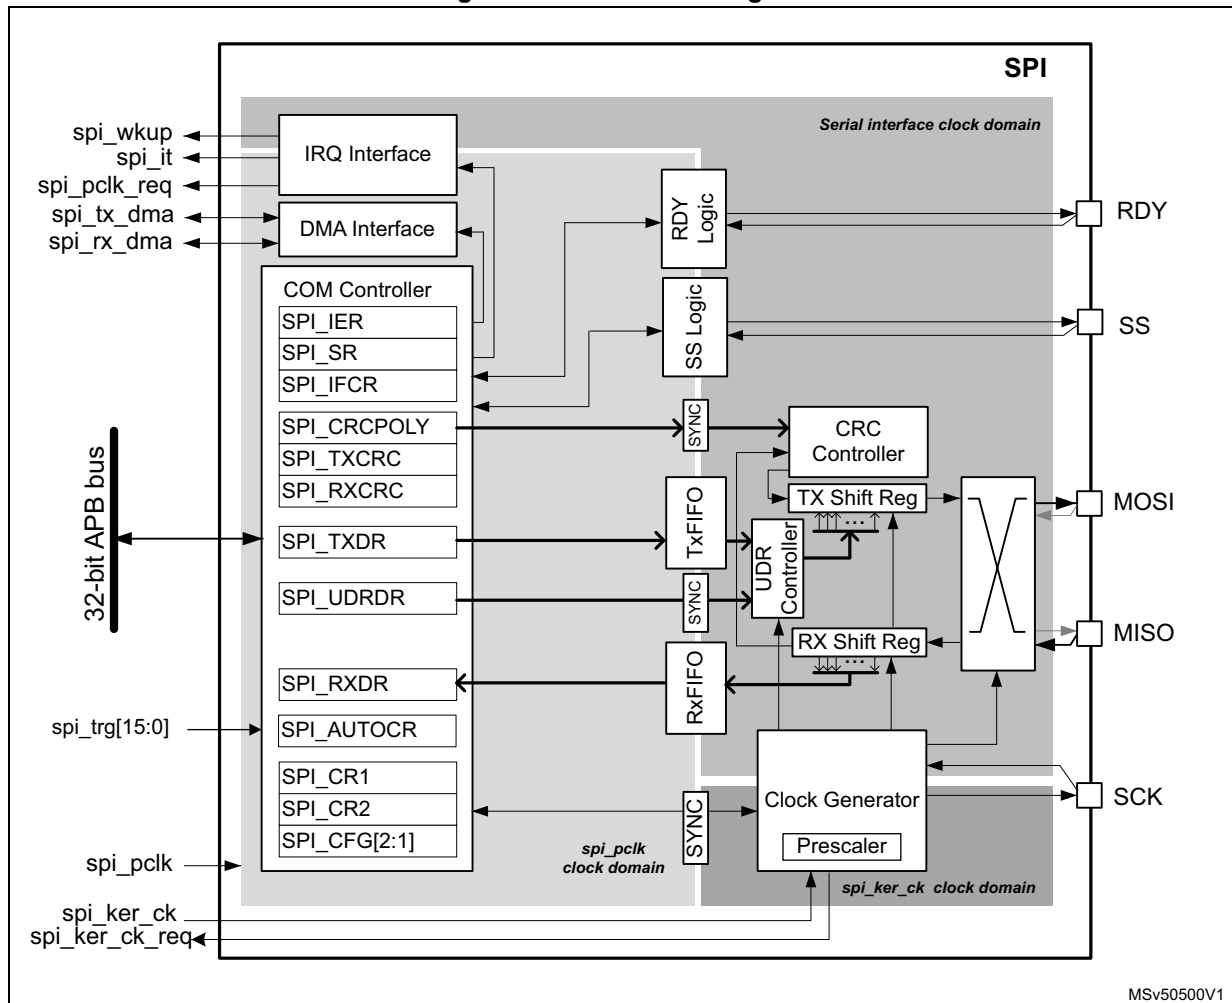 SPI
Serial interface clock domain
spi_wkup
spi_it
spi_pclk_req
spi_tx_dma
spi_rx_dma
IRQ Interface
DMA Interface
RDY
Logic
RDY
COM Controller
SPI_IER
SPI_SR
SPI_IFCR
SS Logic
SS
SPI_CRCPOLY
SPI_TXCRC
SPI_RXCRC
SYNC
CRC
Controller
32-bit APB bus
SPI_TXDR
TxFIFO
UDR
Controller
TX Shift Reg
...
MOSI
SPI_UDRDR
SYNC
RX Shift Reg
...
MISO
SPI_RXDR
RxFIFO
spi_trg[15:0]
SPI_AUTOCR
SPI_CR1
SPI_CR2
SPI_CFG[2:1]
SYNC
Clock Generator
Prescaler
SCK
spi_pclk
clock domain
spi_pclk
spi_ker_ck clock domain
spi_ker_ck
spi_ker_ck_req
MSv50500V1